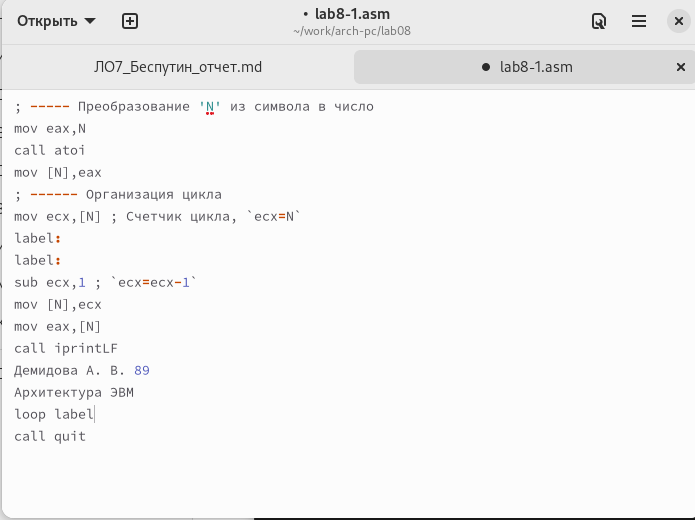 Открыть
• lab8-1.asm
~/work/arch-pc/lab08
ЛО7_Беспутин_отчет.md
● lab8-1.asm
; ----- Преобразование 'N' из символа в число
mov eax,N
call atoi
mov [N],eax
; ------ Организация цикла
mov ecx,[N] ; Счетчик цикла, `ecx=N`
label:
label:
sub ecx,1 ; `ecx=ecx-1`
mov [N],ecx
mov eax,[N]
call iprintLF
Демидова А. В. 89
Архитектура ЭВМ
loop label
call quit